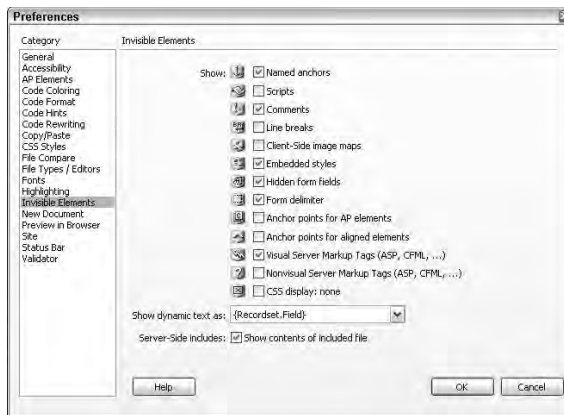 Preferences
Category
Invisible Elements
General
Accessibility
AP Elements
Code Coloring
Code Format
Code Hints
Code Rewriting
Copy/Paste
CSS Styles
File Compare
File Types / Editors
Fonts
Highlighting
Invisible Elements
New Document
Preview in Browser
Site
Status Bar
Validator
Show: Named anchors
Scripts
Comments
Line breaks
Client-Side image maps
Embedded styles
Hidden form fields
Form delimiter
Anchor points for AP elements
Anchor points for aligned elements
Visual Server Markup Tags (ASP, CFML, ...)
Nonvisual Server Markup Tags (ASP, CFML, ...)
CSS display: none
Show dynamic text as: {Recordset.Field}
Server-Side includes: Show contents of included file
Help
OK
Cancel